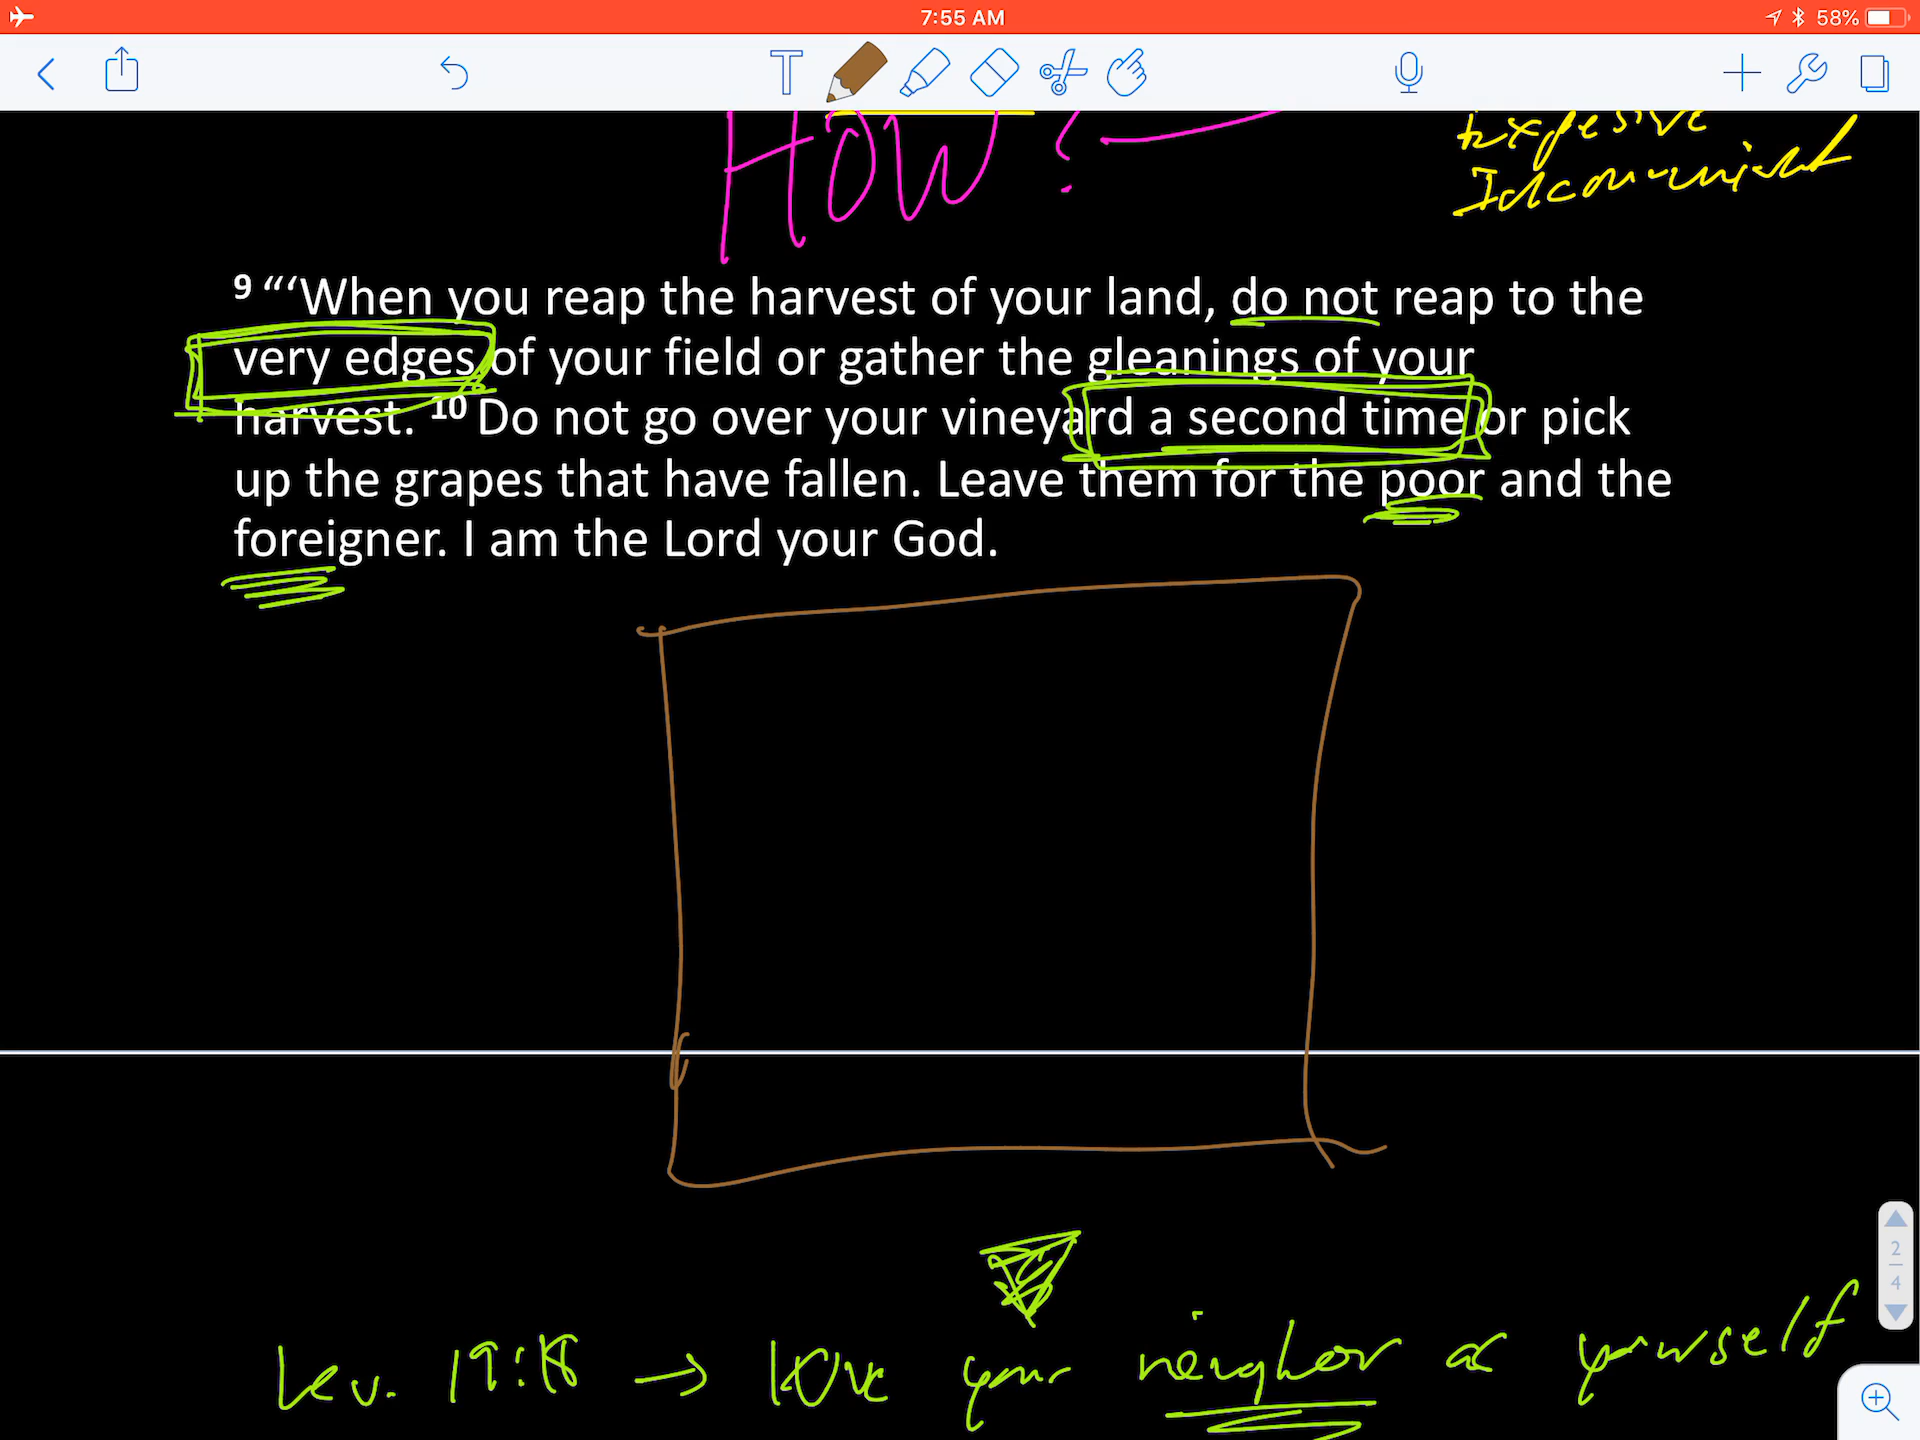 7:55 AM
58%
T
How?
Expesive
9 “‘When you reap the harvest of your land, do not reap to the
very edges of your field or gather the gleanings of your
harvest. 10 Do not go over your vineyard a second time or pick
up the grapes that have fallen. Leave them for the poor and the
foreigner. I am the Lord your God.
2
4
Lev. 19:18 → love your neighbor as yourself